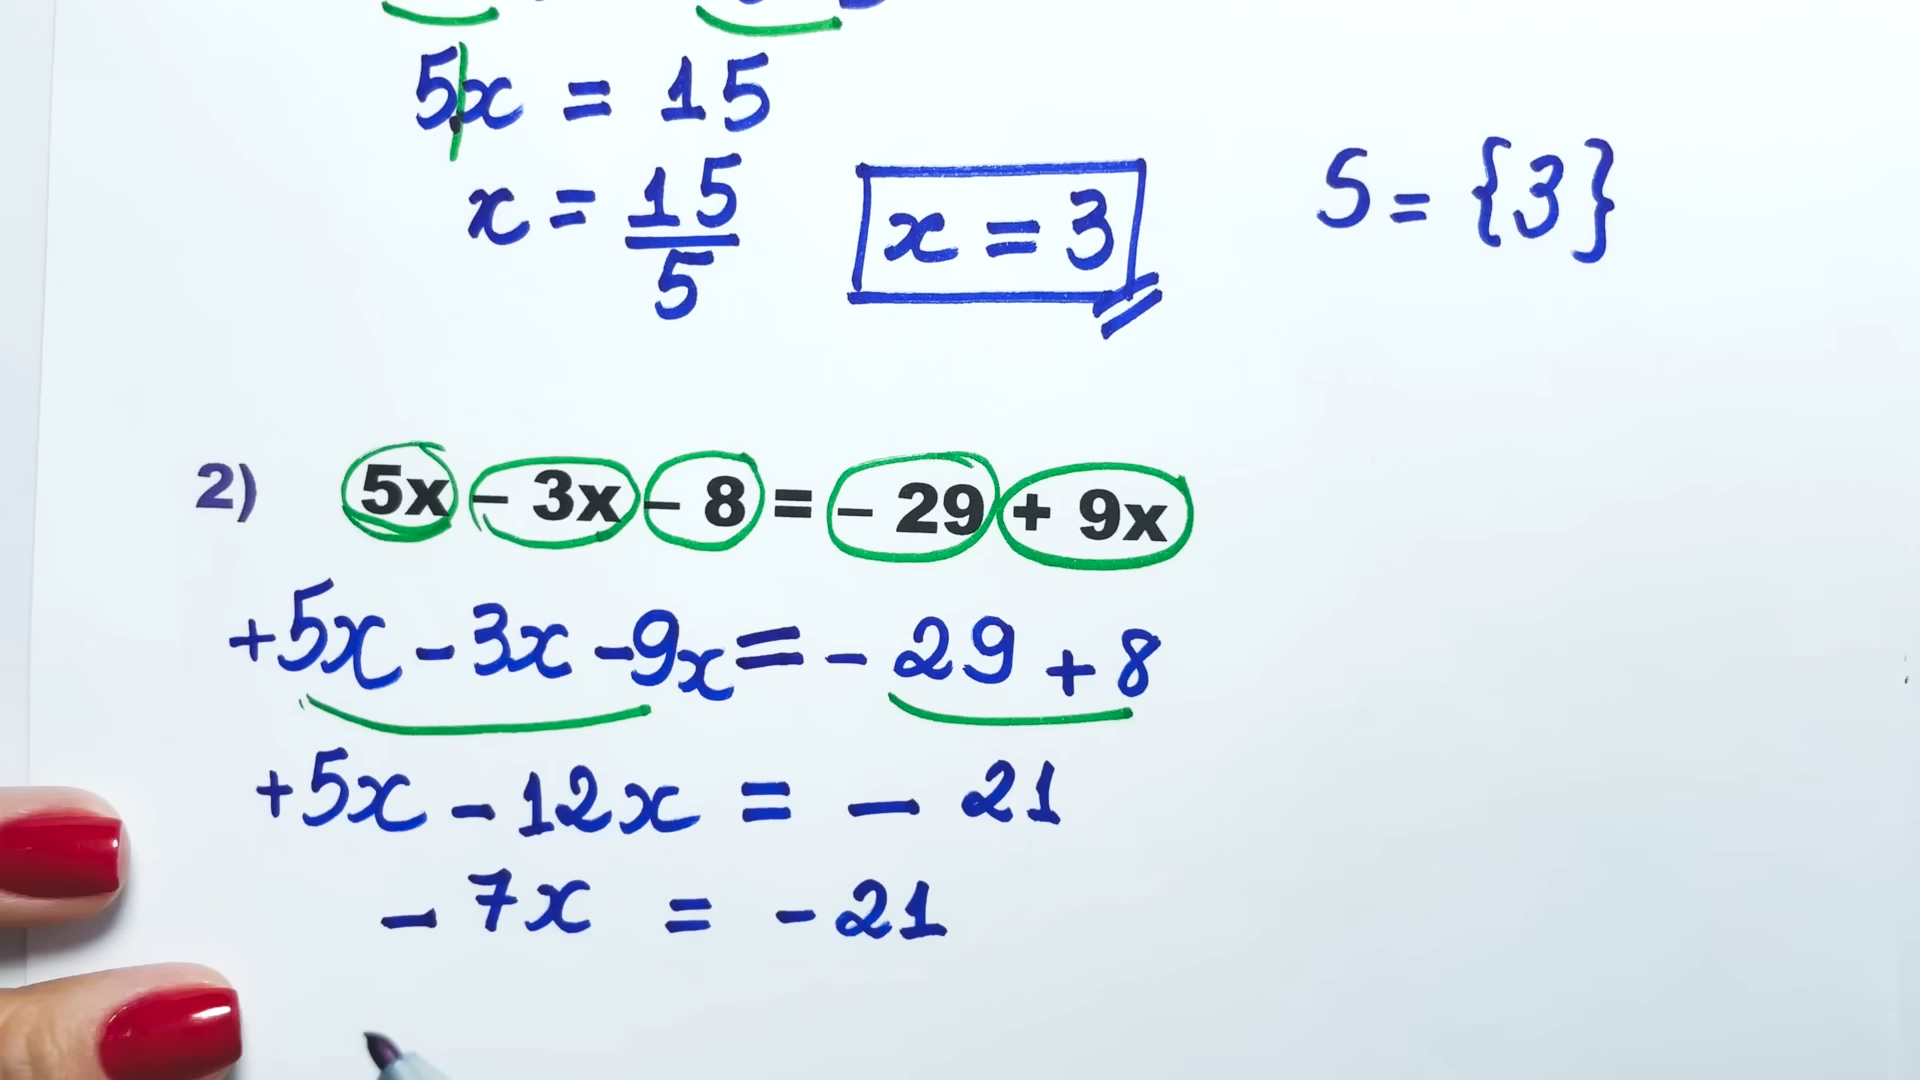 5x = 15
x = 15/5 x = 3 S = {3}
2) 5x – 3x – 8 = – 29 + 9x
+5x - 3x - 9x = - 29 + 8
+5x - 12x = - 21
- 7x = - 21